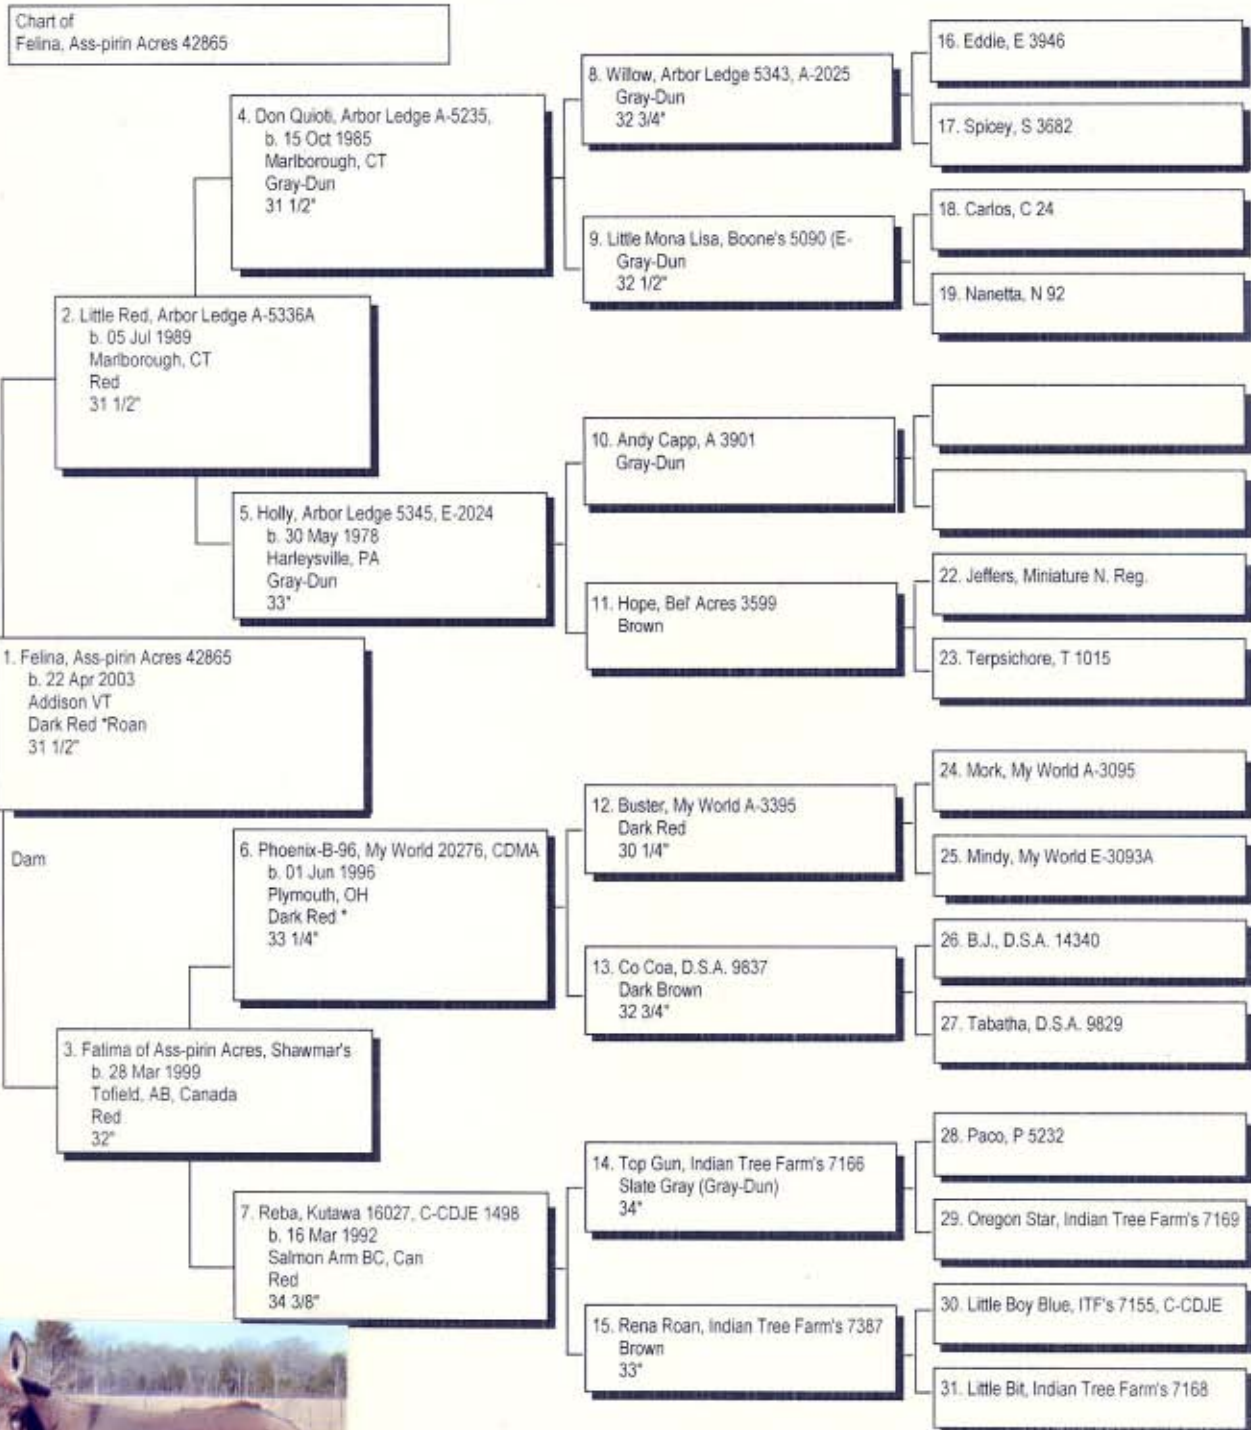 Chart of
Felina, Ass-pirin Acres 42865
1. Felina, Ass-pirin Acres 42865
b. 22 Apr 2003
Addison VT
Dark Red *Roan
31 1/2"
Dam
2. Little Red, Arbor Ledge A-5336A
b. 05 Jul 1989
Marlborough, CT
Red
31 1/2"
3. Fatima of Ass-pirin Acres, Shawmar's
b. 28 Mar 1999
Tofield, AB, Canada
Red
32"
4. Don Quioti, Arbor Ledge A-5235,
b. 15 Oct 1985
Marlborough, CT
Gray-Dun
31 1/2"
5. Holly, Arbor Ledge 5345, E-2024
b. 30 May 1978
Harleysville, PA
Gray-Dun
33"
6. Phoenix-B-96, My World 20276, CDMA
b. 01 Jun 1996
Plymouth, OH
Dark Red *
33 1/4"
7. Reba, Kutawa 16027, C-CDJE 1498
b. 16 Mar 1992
Salmon Arm BC, Can
Red
34 3/8"
8. Willow, Arbor Ledge 5343, A-2025
Gray-Dun
32 3/4"
9. Little Mona Lisa, Boone's 5090 (E-
Gray-Dun
32 1/2"
10. Andy Capp, A 3901
Gray-Dun
11. Hope, Bel' Acres 3599
Brown
12. Buster, My World A-3395
Dark Red
30 1/4"
13. Co Coa, D.S.A. 9837
Dark Brown
32 3/4"
14. Top Gun, Indian Tree Farm's 7166
Slate Gray (Gray-Dun)
34"
15. Rena Roan, Indian Tree Farm's 7387
Brown
33"
16. Eddie, E 3946
17. Spicey, S 3682
18. Carlos, C 24
19. Nanetta, N 92
22. Jeffers, Miniature N. Reg.
23. Terpsichore, T 1015
24. Mork, My World A-3095
25. Mindy, My World E-3093A
26. B.J., D.S.A. 14340
27. Tabatha, D.S.A. 9829
28. Paco, P 5232
29. Oregon Star, Indian Tree Farm's 7169
30. Little Boy Blue, ITF's 7155, C-CDJE
31. Little Bit, Indian Tree Farm's 7168